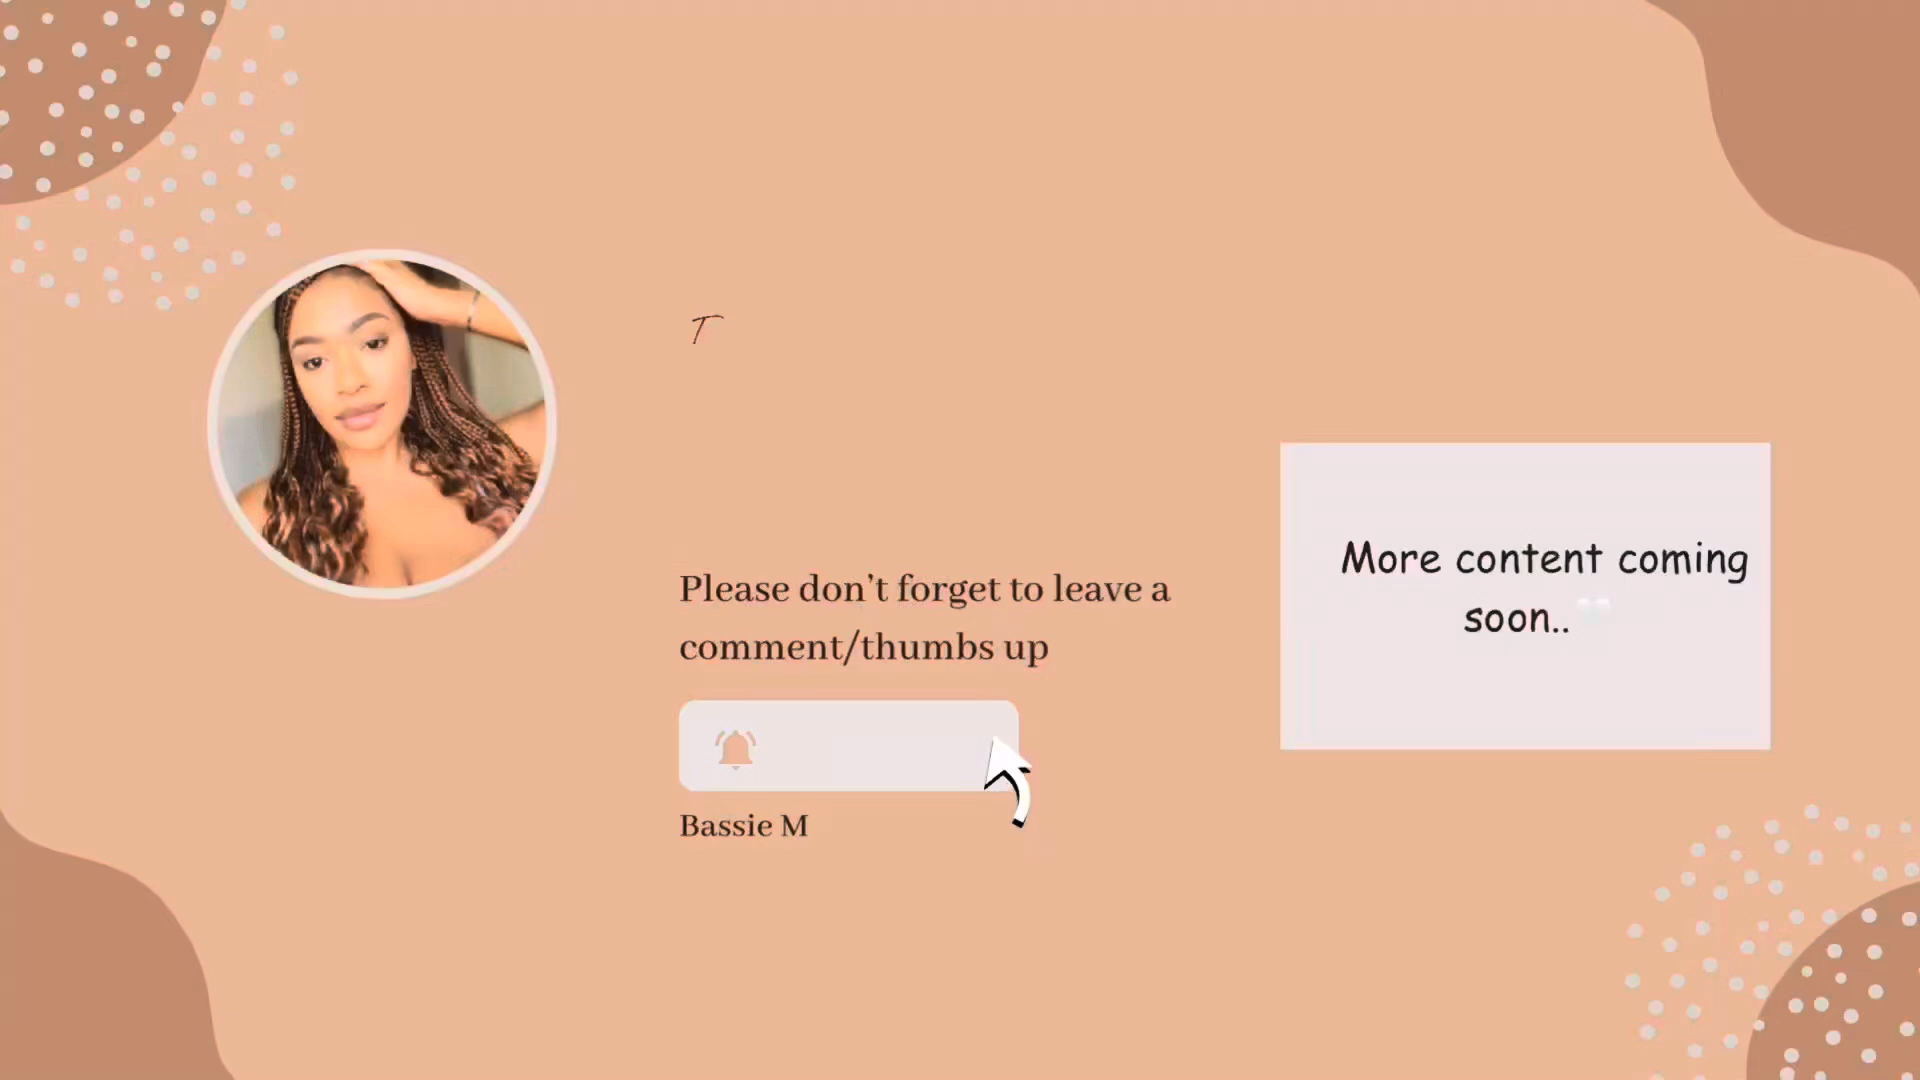 T
Please don't forget to leave a
comment/thumbs up
Bassie M
More content coming
soon..🤍